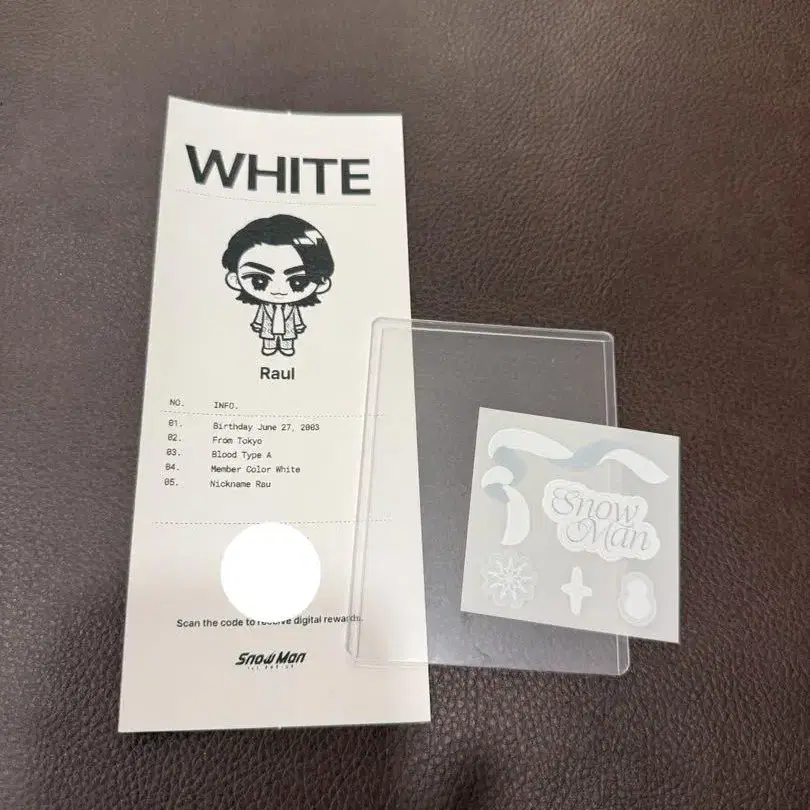 WHITE
Raul
NO. INFO.
01. Birthday June 27, 2003
02. From Tokyo
03. Blood Type A
04. Member Color White
05. Nickname Rau
Scan the code to receive digital rewards.
Snow Man
Snow
Man